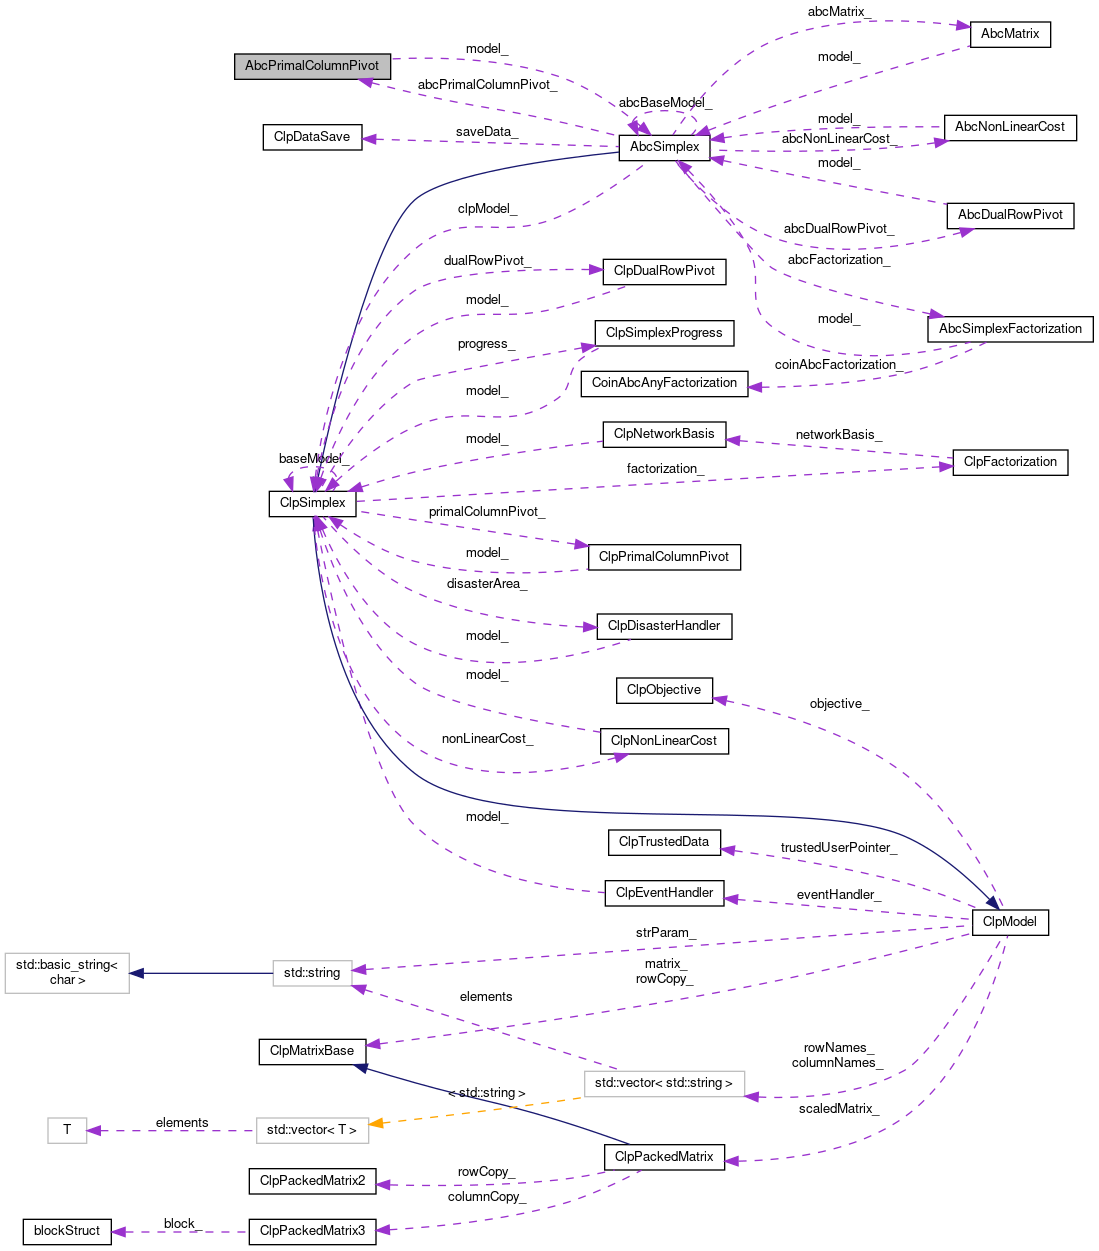 abcMatrix_
AbcMatrix
model_
AbcPrimalColumnPivot
model_
abcPrimalColumnPivot_
abcBaseModel_
model_
AbcNonLinearCost
ClpDataSave
saveData_
AbcSimplex
abcNonLinearCost_
model_
clpModel_
AbcDualRowPivot
abcDualRowPivot_
dualRowPivot_
ClpDualRowPivot
abcFactorization_
model_
model_
AbcSimplexFactorization
ClpSimplexProgress
progress_
coinAbcFactorization_
CoinAbcAnyFactorization
model_
ClpNetworkBasis
networkBasis_
model_
baseModel_
ClpFactorization
factorization_
ClpSimplex
primalColumnPivot_
model_
ClpPrimalColumnPivot
disasterArea_
ClpDisasterHandler
model_
model_
ClpObjective
objective_
nonLinearCost_
ClpNonLinearCost
model_
ClpTrustedData
trustedUserPointer_
ClpEventHandler
eventHandler_
ClpModel
strParam_
std::basic_string<
char >
std::string
matrix_
rowCopy_
elements
ClpMatrixBase
rowNames_
columnNames_
std::vector< std::string >
< std::string >
scaledMatrix_
T
elements
std::vector< T >
ClpPackedMatrix
ClpPackedMatrix2
rowCopy_
columnCopy_
blockStruct
block_
ClpPackedMatrix3